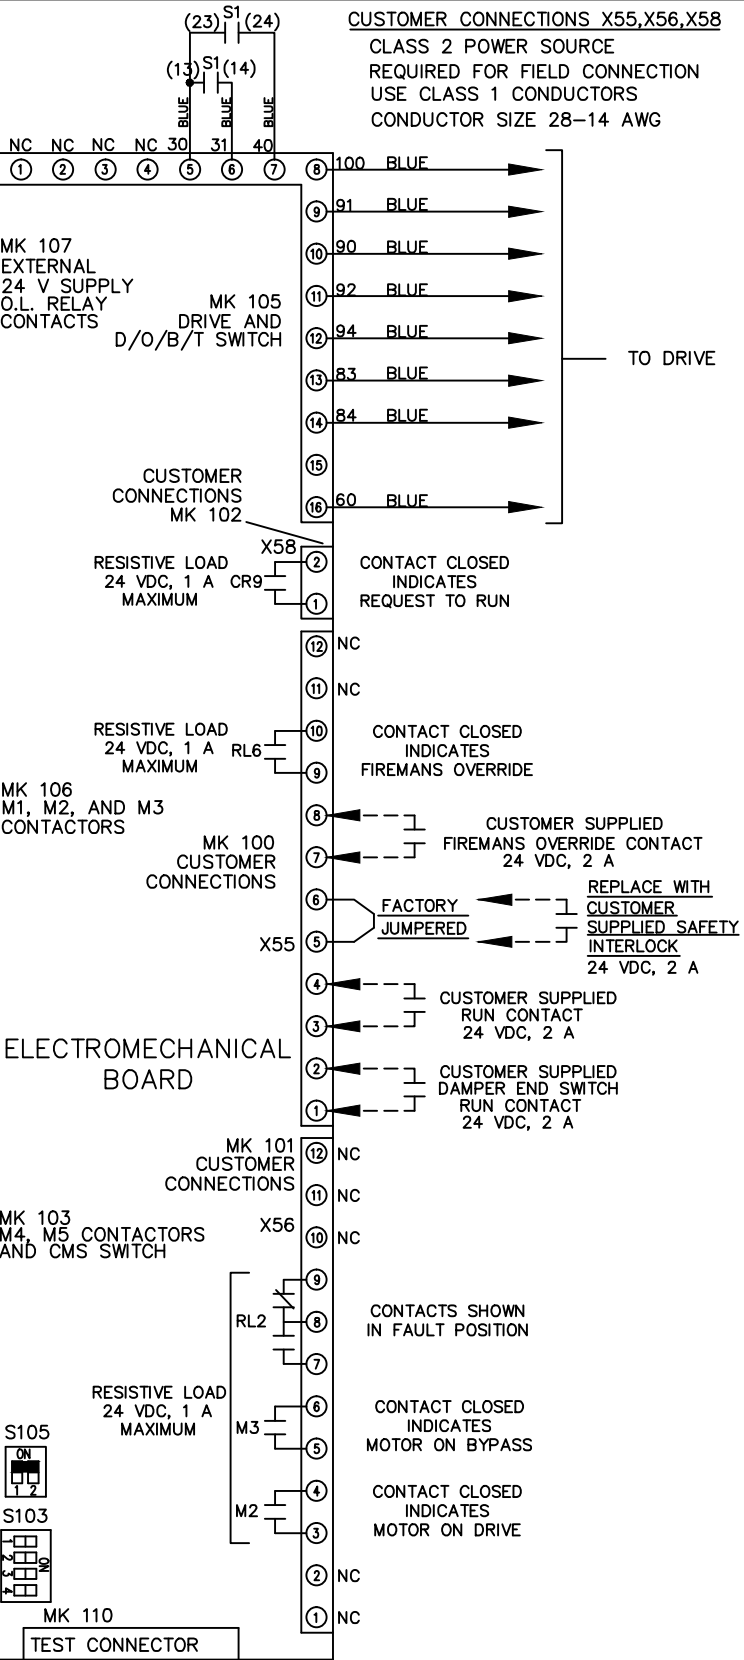 (23) S1 (24)
CUSTOMER CONNECTIONS X55,X56,X58
CLASS 2 POWER SOURCE
REQUIRED FOR FIELD CONNECTION
USE CLASS 1 CONDUCTORS
CONDUCTOR SIZE 28-14 AWG
(13) S1 (14)
BLUE
BLUE
BLUE
NC NC NC NC 30 31 40
1 2 3 4 5 6 7 8 100 BLUE
9 91 BLUE
10 90 BLUE
11 92 BLUE
12 94 BLUE
13 83 BLUE
14 84 BLUE
15
16 60 BLUE
TO DRIVE
MK 107
EXTERNAL
24 V SUPPLY
O.L. RELAY
CONTACTS
MK 105
DRIVE AND
D/O/B/T SWITCH
CUSTOMER
CONNECTIONS
MK 102
X58
2
1
RESISTIVE LOAD
24 VDC, 1 A
MAXIMUM
CR9
CONTACT CLOSED
INDICATES
REQUEST TO RUN
12 NC
11 NC
10
9
RESISTIVE LOAD
24 VDC, 1 A
MAXIMUM
RL6
CONTACT CLOSED
INDICATES
FIREMANS OVERRIDE
MK 106
M1, M2, AND M3
CONTACTORS
8
7
MK 100
CUSTOMER
CONNECTIONS
CUSTOMER SUPPLIED
FIREMANS OVERRIDE CONTACT
24 VDC, 2 A
6
5
X55
FACTORY
JUMPERED
REPLACE WITH
CUSTOMER
SUPPLIED SAFETY
INTERLOCK
24 VDC, 2 A
4
3
CUSTOMER SUPPLIED
RUN CONTACT
24 VDC, 2 A
ELECTROMECHANICAL
BOARD
2
1
CUSTOMER SUPPLIED
DAMPER END SWITCH
RUN CONTACT
24 VDC, 2 A
MK 101
CUSTOMER
CONNECTIONS
12 NC
11 NC
X56
10 NC
MK 103
M4, M5 CONTACTORS
AND CMS SWITCH
9
8
7
RL2
CONTACTS SHOWN
IN FAULT POSITION
RESISTIVE LOAD
24 VDC, 1 A
MAXIMUM
6
5
M3
CONTACT CLOSED
INDICATES
MOTOR ON BYPASS
4
3
M2
CONTACT CLOSED
INDICATES
MOTOR ON DRIVE
2 NC
1 NC
S105
ON
1 2
S103
1
2
3
4
ON
MK 110
TEST CONNECTOR